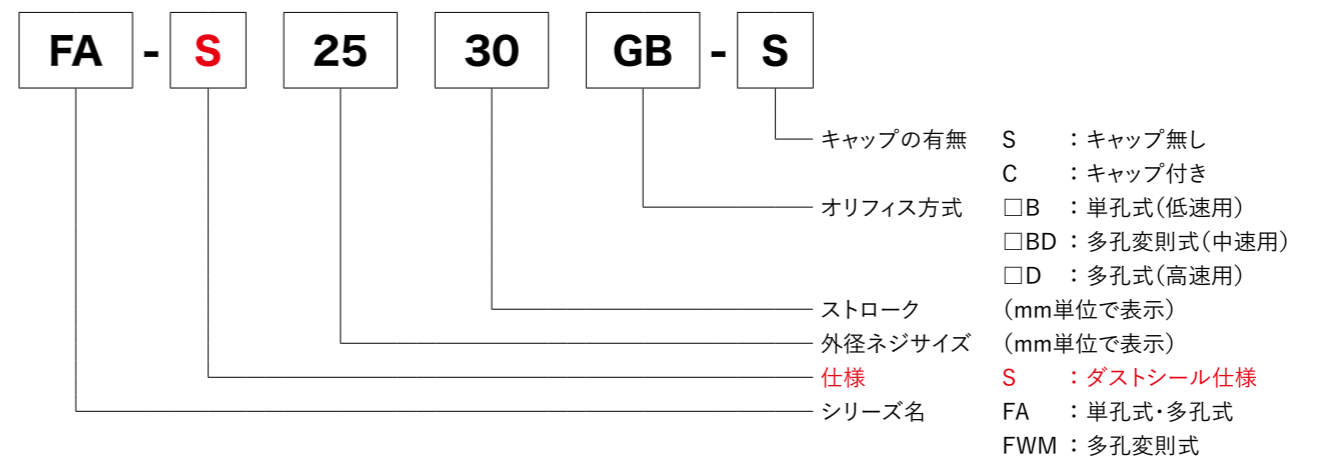 FA - S 25 30 GB - S
キャップの有無 S ：キャップ無し
C ：キャップ付き
オリフィス方式 □B ：単孔式（低速用）
□BD ：多孔変則式（中速用）
□D ：多孔式（高速用）
ストローク （mm単位で表示）
外径ネジサイズ （mm単位で表示）
仕様 S ：ダストシール仕様
シリーズ名 FA ：単孔式・多孔式
FWM ：多孔変則式